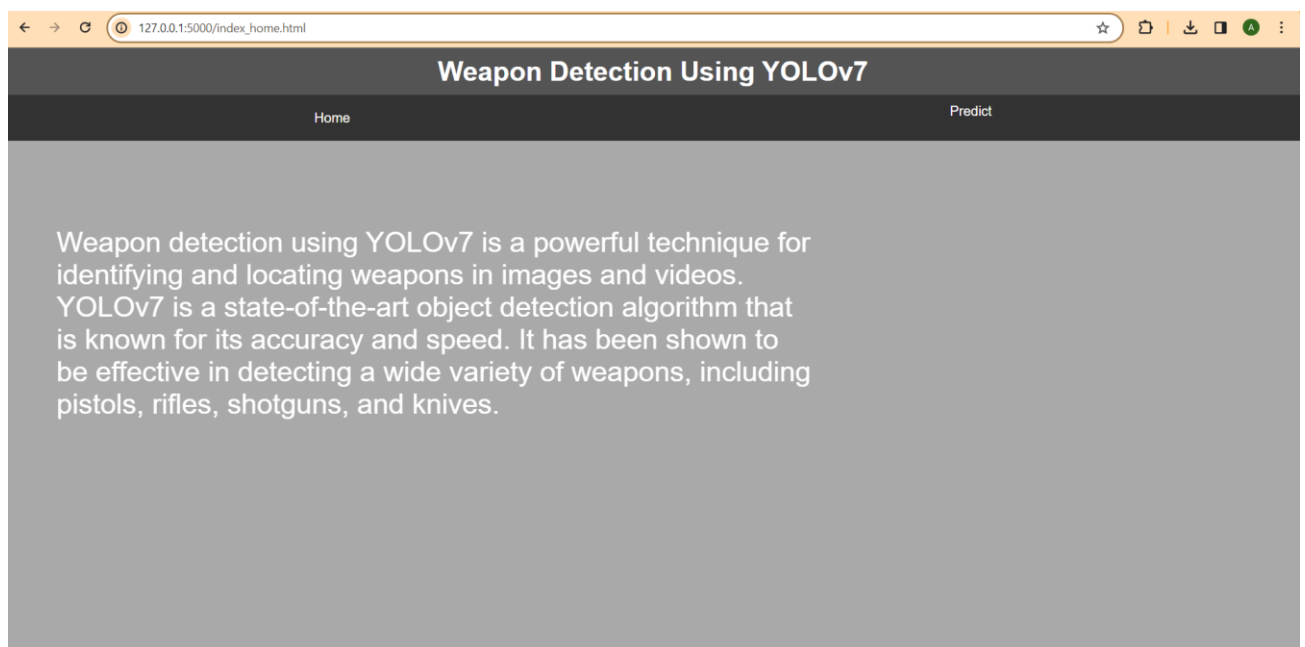 127.0.0.1:5000/index_home.html
A
Weapon Detection Using YOLOv7
Home
Predict
Weapon detection using YOLOv7 is a powerful technique for
identifying and locating weapons in images and videos.
YOLOv7 is a state-of-the-art object detection algorithm that
is known for its accuracy and speed. It has been shown to
be effective in detecting a wide variety of weapons, including
pistols, rifles, shotguns, and knives.